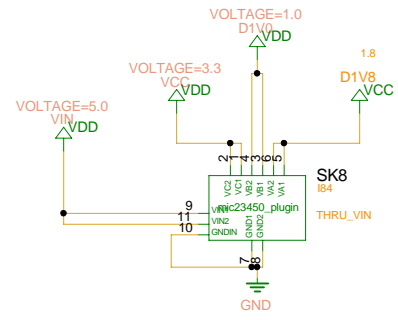 VOLTAGE=1.0
D1V0
VDD
1.8
D1V8
VCC
VOLTAGE=3.3
VCC
VDD
VOLTAGE=5.0
VIN
VDD
2 1 4 3 6 5
VC2 VC1 VB2 VB1 VA2 VA1
SK8
I84
mic23450_plugin
THRU_VIN
9 VIN1
11 VIN2
10 GNDIN
GND1 GND2
7 8
GND